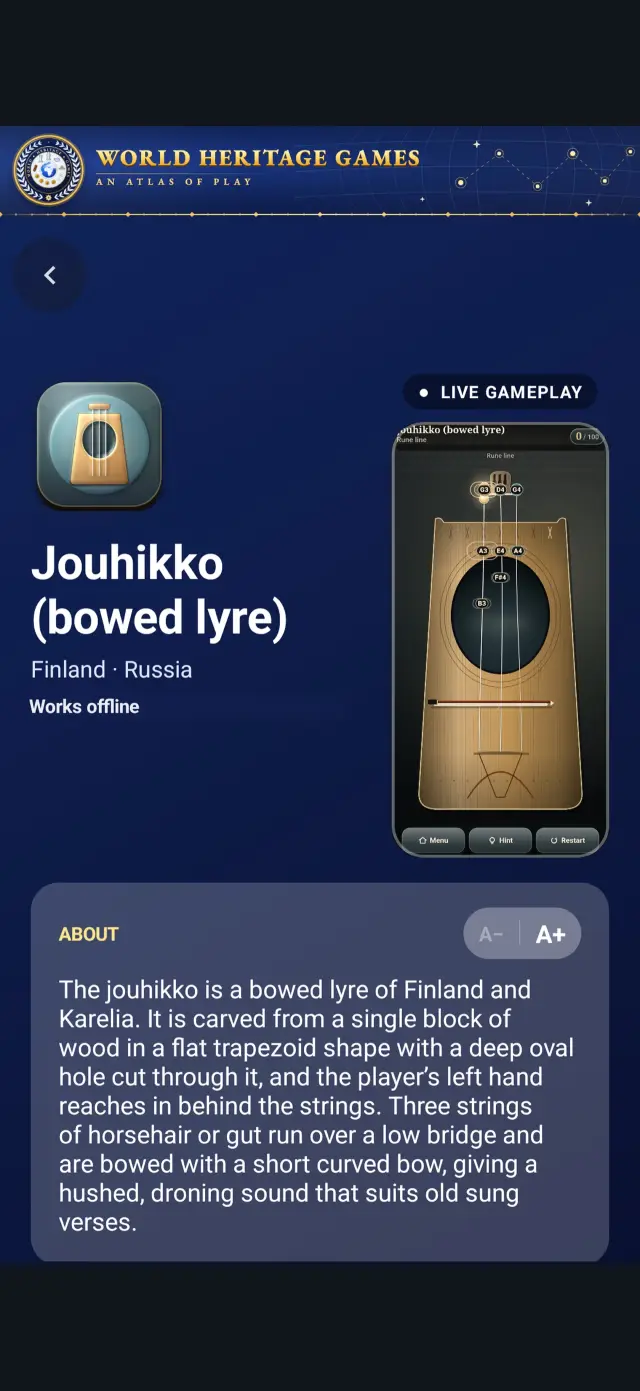 WORLD HERITAGE GAMES
AN ATLAS OF PLAY
LIVE GAMEPLAY
ouhikko (bowed lyre)
Rune line
0 / 100
Rune line
G3 D4 G4
A3 E4 A4
F#4
B3
Menu
Hint
Restart
Jouhikko
(bowed lyre)
Finland · Russia
Works offline
ABOUT
A− A+
The jouhikko is a bowed lyre of Finland and
Karelia. It is carved from a single block of
wood in a flat trapezoid shape with a deep oval
hole cut through it, and the player’s left hand
reaches in behind the strings. Three strings
of horsehair or gut run over a low bridge and
are bowed with a short curved bow, giving a
hushed, droning sound that suits old sung
verses.